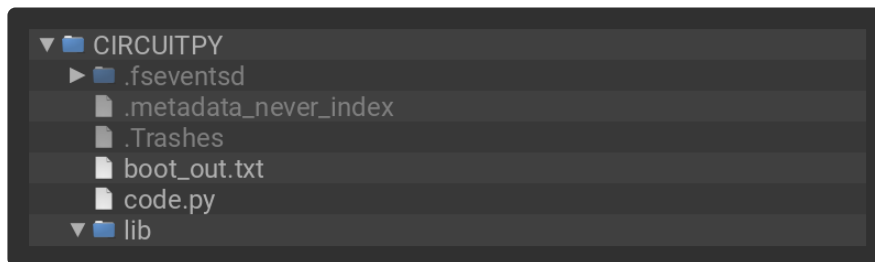 CIRCUITPY
.fseventsd
.metadata_never_index
.Trashes
boot_out.txt
code.py
lib